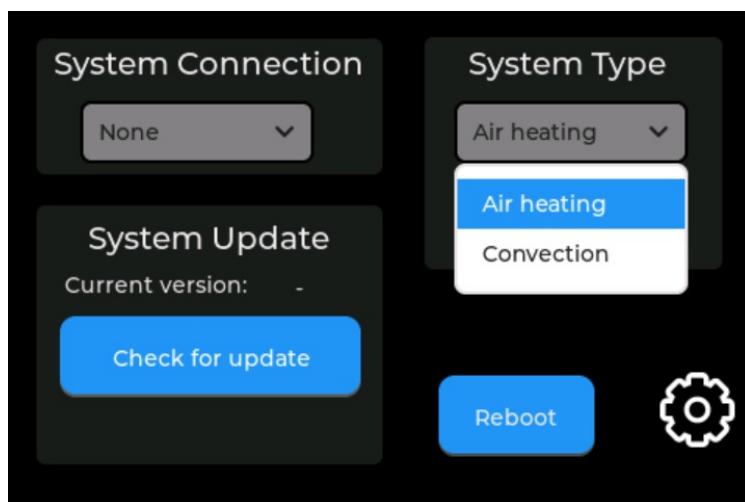 System Connection
None
System Type
Air heating
Air heating
Convection
System Update
Current version: -
Check for update
Reboot